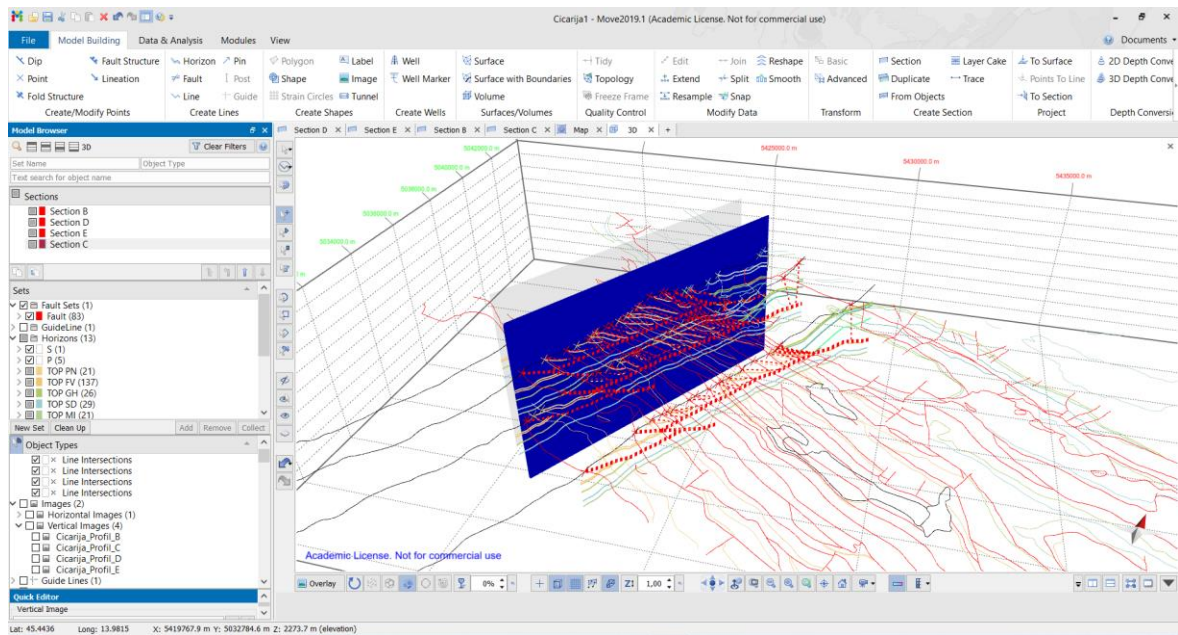 Cicarija1 - Move2019.1 (Academic License. Not for commercial use)
File Model Building Data & Analysis Modules View Documents
Dip Fault Structure Horizon Pin Polygon Label Well Surface Tidy Edit Join Reshape Basic Section Layer Cake To Surface 2D Depth Conve
Point Lineation Fault Post Shape Image Well Marker Surface with Boundaries Topology Extend Split Smooth Advanced Duplicate Trace Points To Line 3D Depth Conve
Fold Structure Line Guide Strain Circles Tunnel Volume Freeze Frame Resample Snap From Objects To Section
Create/Modify Points Create Lines Create Shapes Create Wells Surfaces/Volumes Quality Control Modify Data Transform Create Section Project Depth Conversi
Model Browser
Section D Section E Section B Section C Map 3D
3D Clear Filters
Set Name Object Type
Text search for object name
Sections
Section B
Section D
Section E
Section C
Sets
Fault Sets (1)
Fault (83)
GuideLine (1)
Horizons (13)
S (1)
P (5)
TOP PN (21)
TOP FV (137)
TOP GH (26)
TOP SD (29)
TOP MI (21)
New Set Clean Up Add Remove Collect
Object Types
Line Intersections
Line Intersections
Line Intersections
Line Intersections
Images (2)
Horizontal Images (1)
Vertical Images (4)
Cicarija_Profil_B
Cicarija_Profil_C
Cicarija_Profil_D
Cicarija_Profil_E
Guide Lines (1)
Quick Editor
Vertical Image
5425000.0 m
5430000.0 m
5435000.0 m
Academic License. Not for commercial use
Overlay 0% Z: 1,00
Lat: 45.4436 Long: 13.9815 X: 5419767.9 m Y: 5032784.6 m Z: 2273.7 m (elevation)